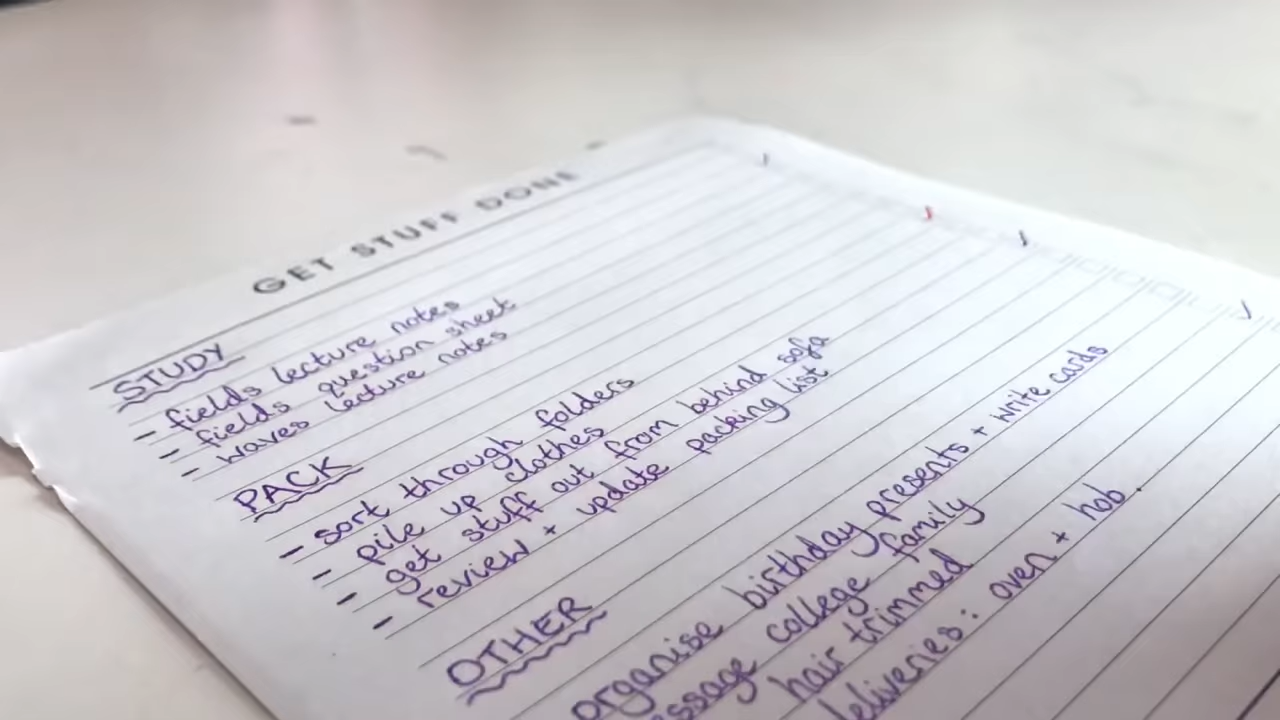 GET STUFF DONE
STUDY
- fields lecture notes
- fields question sheet
- waves lecture notes
PACK
- sort through folders
- pile up clothes
- get stuff out from behind sofa
- review + update packing list
OTHER
organise birthday presents + write cards
essage college family
hair trimmed
eliveries: oven + hob